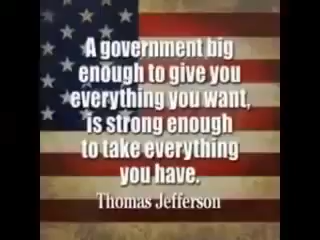 A government big
enough to give you
everything you want,
is strong enough
to take everything
you have.
Thomas Jefferson